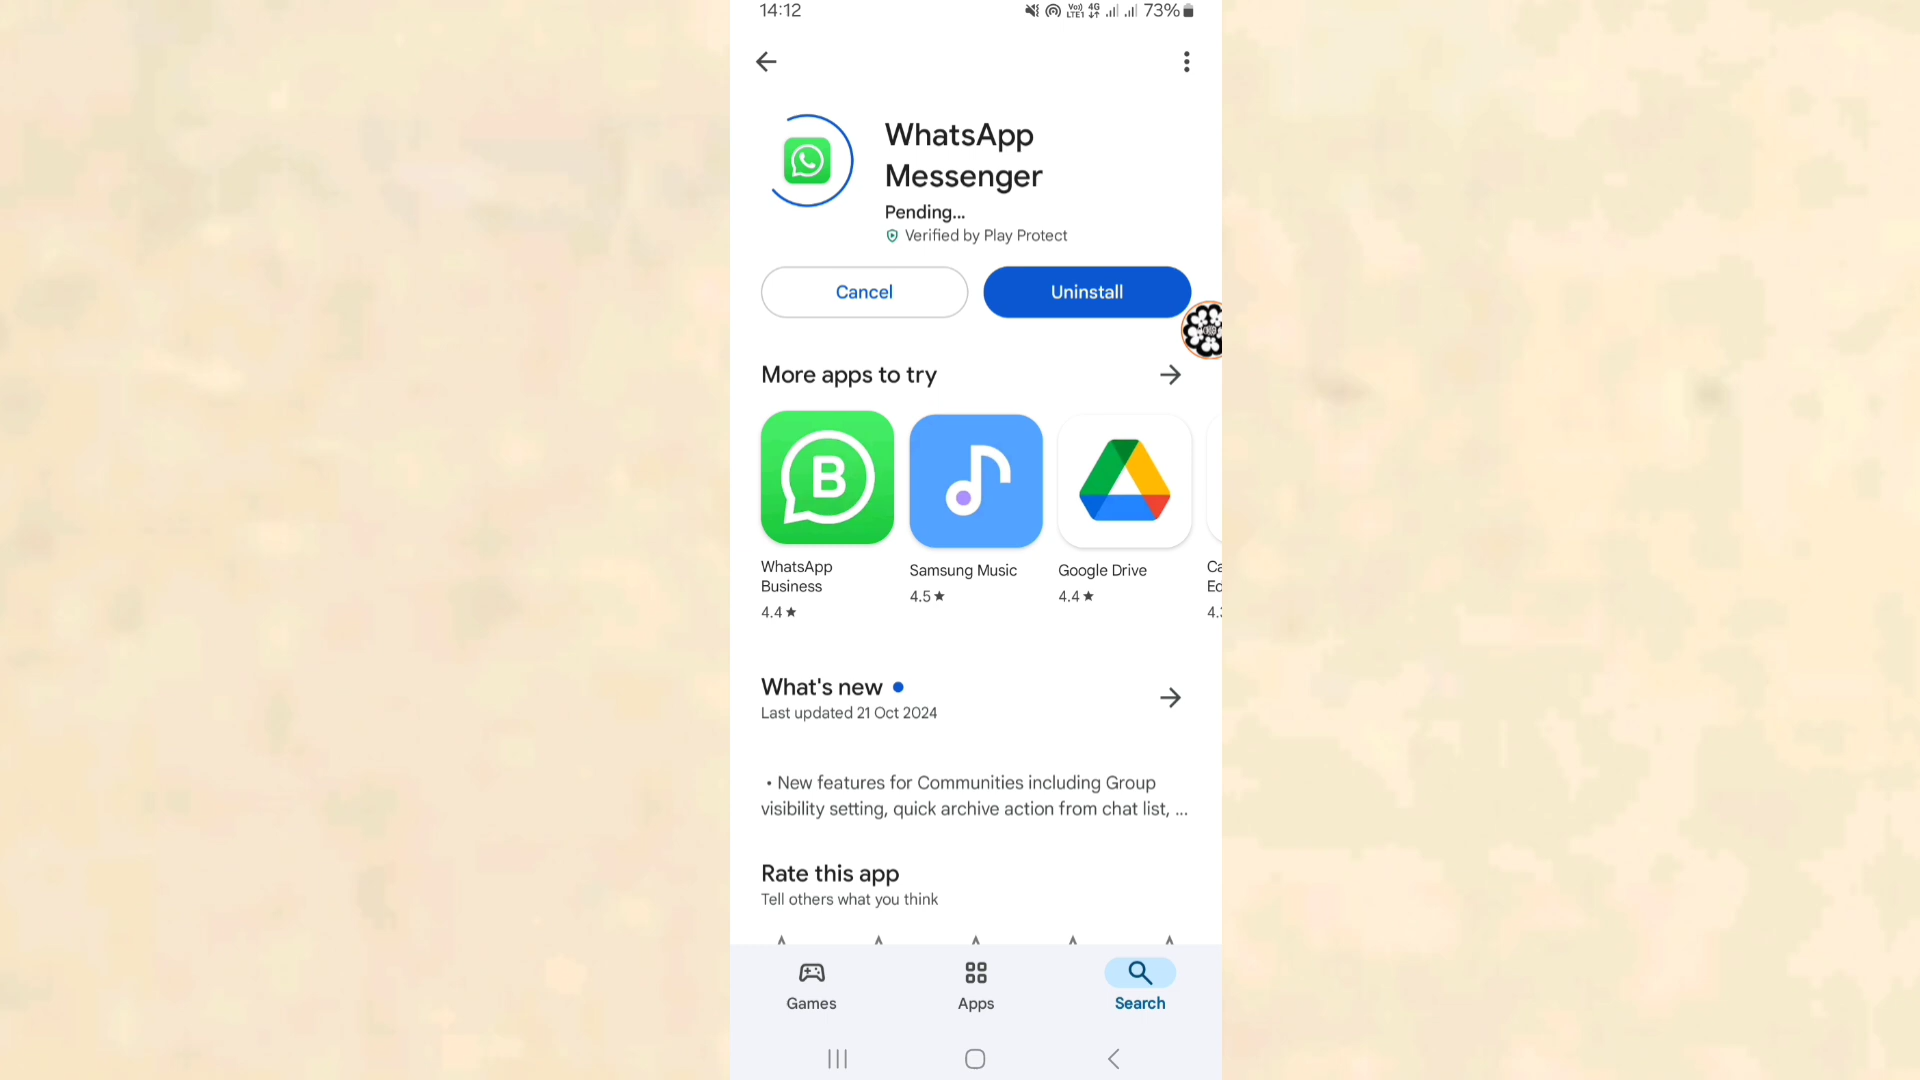 14:12
Vo) 4G 73%
LTE1
WhatsApp
Messenger
Pending...
Verified by Play Protect
Cancel
Uninstall
More apps to try
B
WhatsApp
Business
4.4★
Samsung Music
4.5★
Google Drive
4.4★
What's new
Last updated 21 Oct 2024
• New features for Communities including Group
visibility setting, quick archive action from chat list, ...
Rate this app
Tell others what you think
Games
Apps
Search